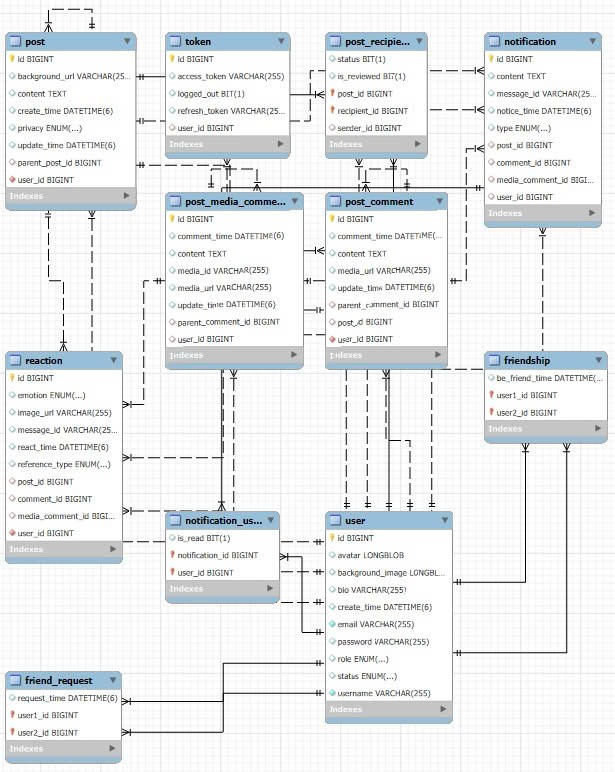 post
id BIGINT
background_url VARCHAR(25...
content TEXT
create_time DATETIME(6)
privacy ENUM(...)
update_time DATETIME(6)
parent_post_id BIGINT
user_id BIGINT
Indexes
token
id BIGINT
access_token VARCHAR(255)
logged_out BIT(1)
refresh_token VARCHAR(25...
user_id BIGINT
Indexes
post_recipie...
status BIT(1)
is_reviewed BIT(1)
post_id BIGINT
recipient_id BIGINT
sender_id BIGINT
Indexes
notification
id BIGINT
content TEXT
message_id VARCHAR(255)
notice_time DATETIME(6)
type ENUM(...)
post_id BIGINT
comment_id BIGINT
media_comment_id BIGI...
user_id BIGINT
Indexes
post_media_comme...
id BIGINT
comment_time DATETIME(6)
content TEXT
media_id VARCHAR(255)
media_url VARCHAR(255)
update_time DATETIME(6)
parent_comment_id BIGINT
user_id BIGINT
Indexes
post_comment
id BIGINT
comment_time DATETIME(...
content TEXT
media_url VARCHAR(255)
update_time DATETIME(6)
parent_comment_id BIGINT
post_id BIGINT
user_id BIGINT
Indexes
reaction
id BIGINT
emotion ENUM(...)
image_url VARCHAR(255)
message_id VARCHAR(25...
react_time DATETIME(6)
reference_type ENUM(...)
post_id BIGINT
comment_id BIGINT
media_comment_id BIGI...
user_id BIGINT
Indexes
friendship
be_friend_time DATETIME(...
user1_id BIGINT
user2_id BIGINT
Indexes
notification_us...
is_read BIT(1)
notification_id BIGINT
user_id BIGINT
Indexes
user
id BIGINT
avatar LONGBLOB
background_image LONGBL...
bio VARCHAR(255)
create_time DATETIME(6)
email VARCHAR(255)
password VARCHAR(255)
role ENUM(...)
status ENUM(...)
username VARCHAR(255)
Indexes
friend_request
request_time DATETIME(6)
user1_id BIGINT
user2_id BIGINT
Indexes